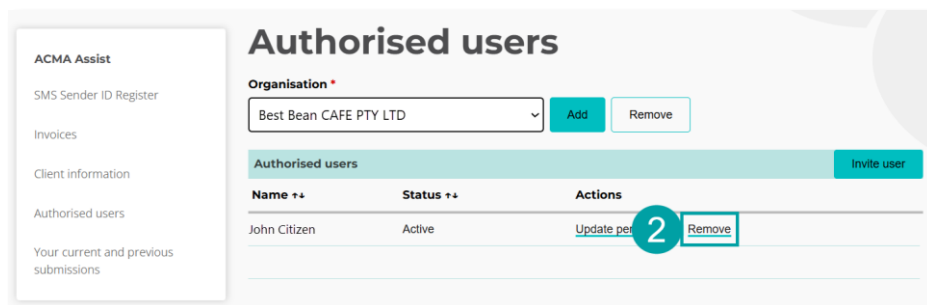 Authorised users
ACMA Assist
SMS Sender ID Register
Invoices
Client information
Authorised users
Your current and previous
submissions
Organisation *
Best Bean CAFE PTY LTD
Add
Remove
Authorised users
Invite user
Name ↑↓ Status ↑↓ Actions
John Citizen Active Update 2 Remove